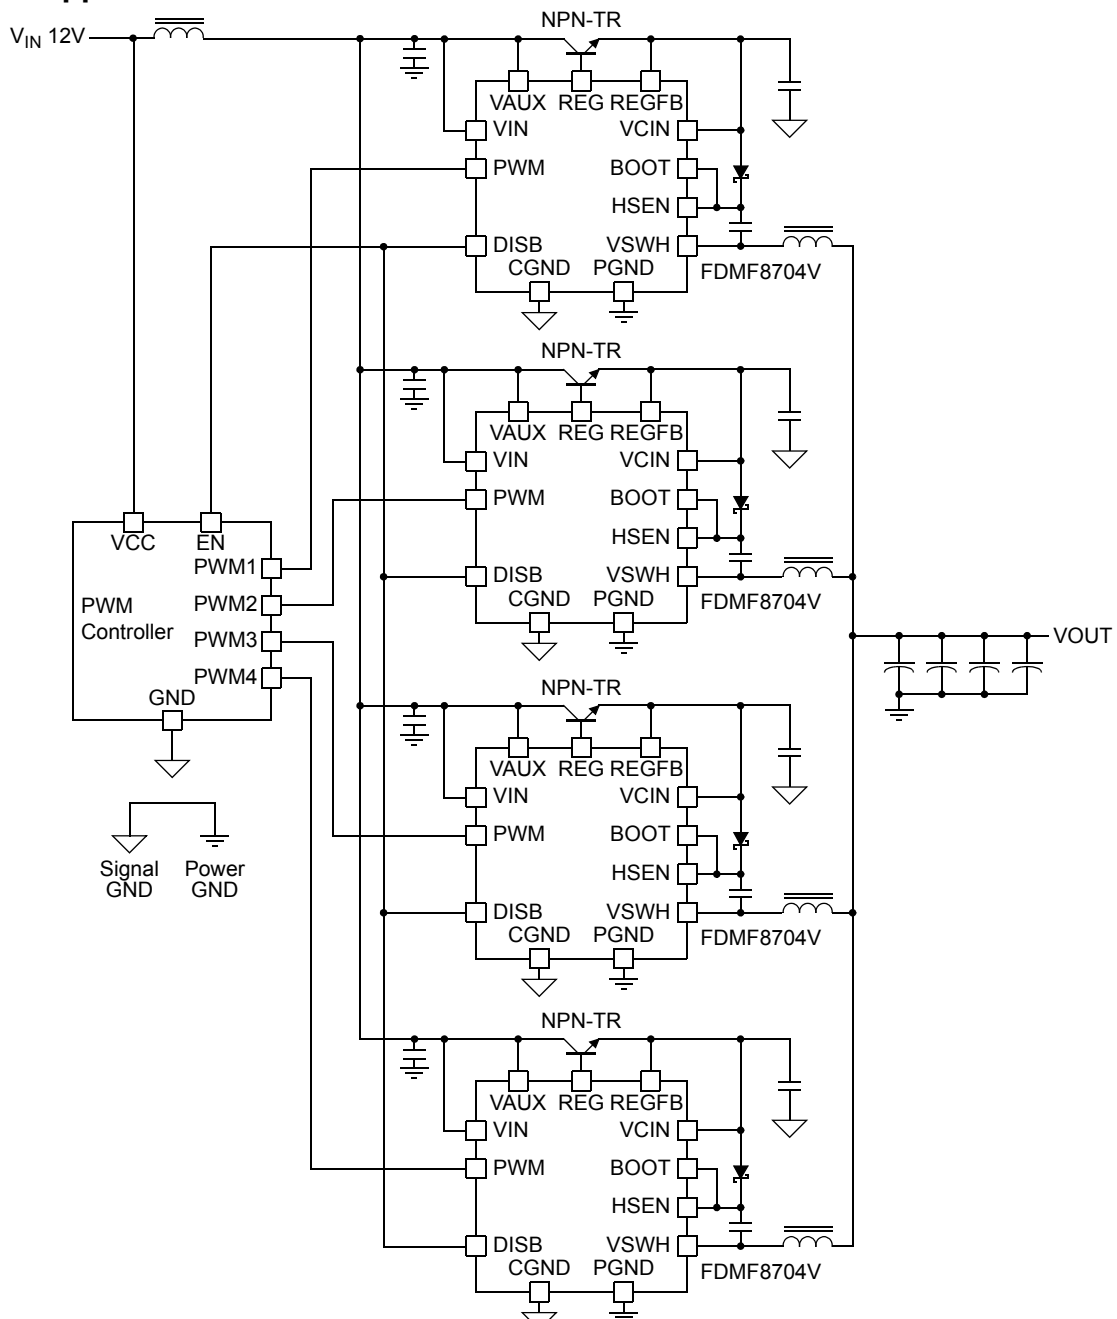 V_IN 12V
NPN-TR
VAUX REG REGFB
VIN VCIN
PWM BOOT
HSEN
DISB VSWH
CGND PGND
FDMF8704V
NPN-TR
VAUX REG REGFB
VIN VCIN
PWM BOOT
HSEN
DISB VSWH
CGND PGND
FDMF8704V
VCC EN
PWM1
PWM2
PWM3
PWM4
PWM
Controller
GND
Signal
GND
Power
GND
VOUT
NPN-TR
VAUX REG REGFB
VIN VCIN
PWM BOOT
HSEN
DISB VSWH
CGND PGND
FDMF8704V
NPN-TR
VAUX REG REGFB
VIN VCIN
PWM BOOT
HSEN
DISB VSWH
CGND PGND
FDMF8704V